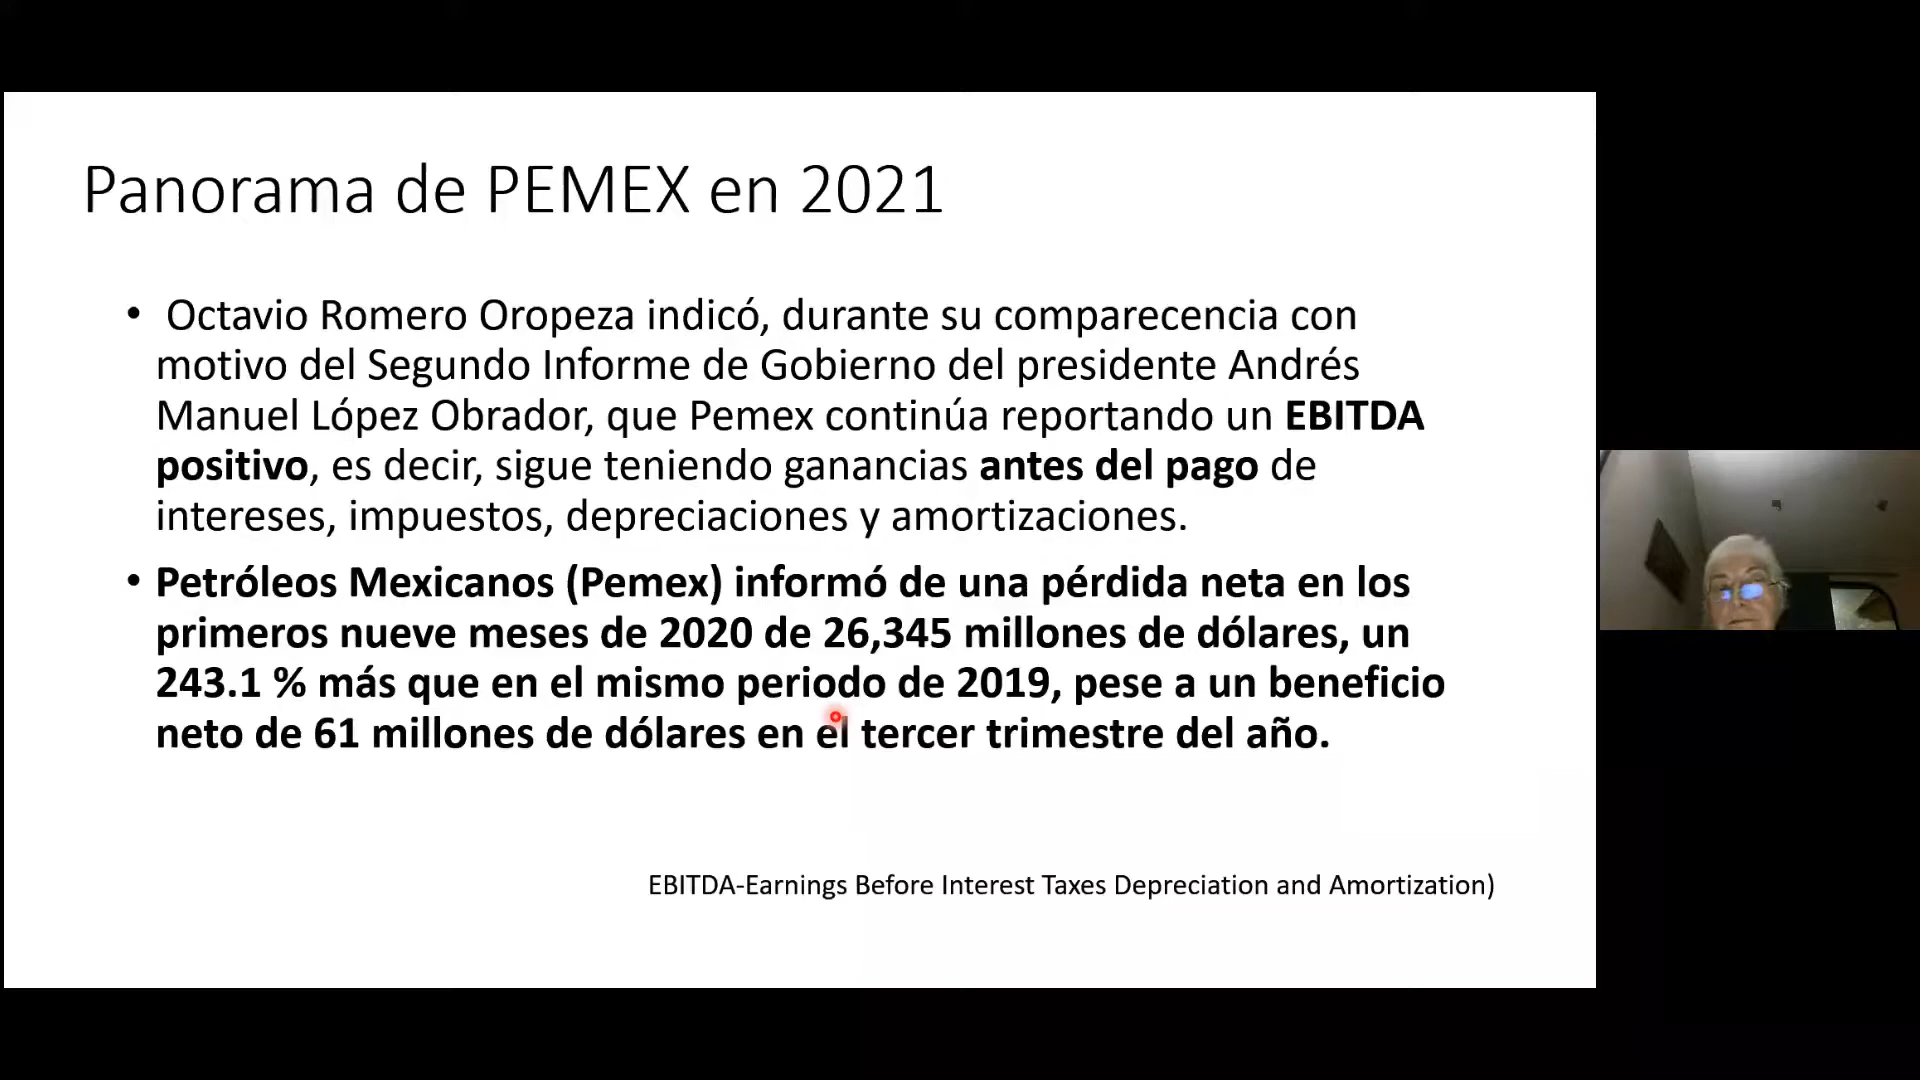 Panorama de PEMEX en 2021
• Octavio Romero Oropeza indicó, durante su comparecencia con
motivo del Segundo Informe de Gobierno del presidente Andrés
Manuel López Obrador, que Pemex continúa reportando un EBITDA
positivo, es decir, sigue teniendo ganancias antes del pago de
intereses, impuestos, depreciaciones y amortizaciones.
• Petróleos Mexicanos (Pemex) informó de una pérdida neta en los
primeros nueve meses de 2020 de 26,345 millones de dólares, un
243.1 % más que en el mismo periodo de 2019, pese a un beneficio
neto de 61 millones de dólares en el tercer trimestre del año.
EBITDA-Earnings Before Interest Taxes Depreciation and Amortization)